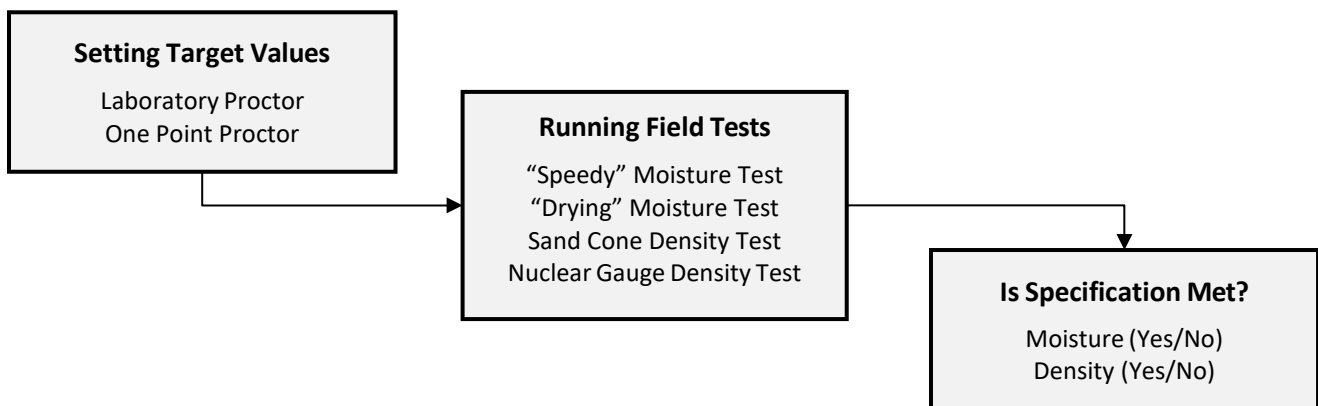 Setting Target Values
Laboratory Proctor
One Point Proctor
Running Field Tests
“Speedy” Moisture Test
“Drying” Moisture Test
Sand Cone Density Test
Nuclear Gauge Density Test
Is Specification Met?
Moisture (Yes/No)
Density (Yes/No)